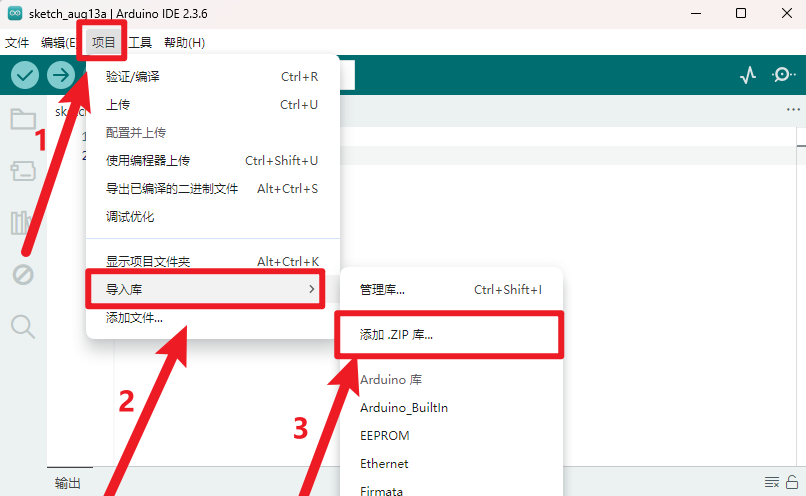 sketch_aug13a | Arduino IDE 2.3.6
文件 编辑(E 项目 工具 帮助(H)
验证/编译 Ctrl+R
上传 Ctrl+U
配置并上传
使用编程器上传 Ctrl+Shift+U
导出已编译的二进制文件 Alt+Ctrl+S
调试优化
显示项目文件夹 Alt+Ctrl+K
导入库
添加文件...
管理库... Ctrl+Shift+I
添加 .ZIP 库...
Arduino 库
Arduino_BuiltIn
EEPROM
Ethernet
Firmata
1
2
3
1
2
输出